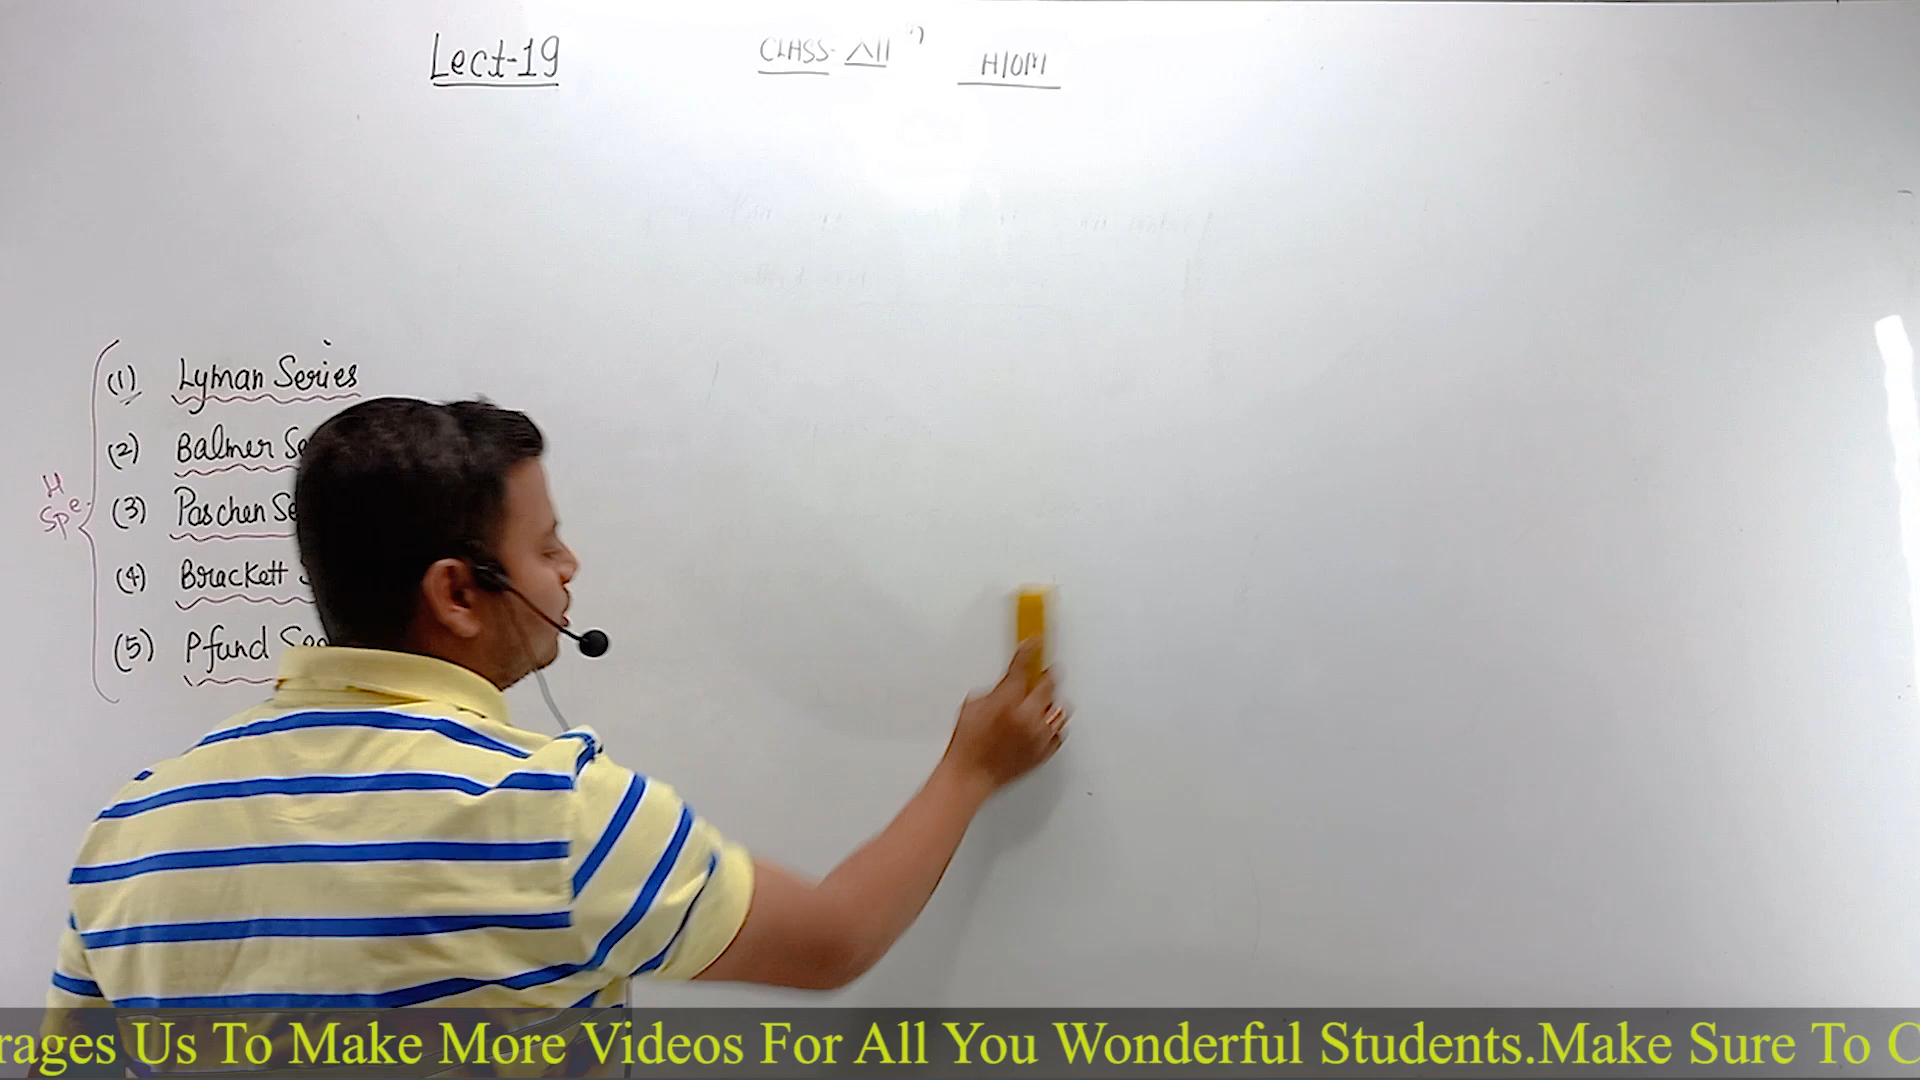 Lect-19
CLASS- XII
(1) Lyman Series
(2) Balmer Se
(3) Paschen Se
H
Spe
(4) Brackett S
(5) Pfund Se
rages Us To Make More Videos For All You Wonderful Students.Make Sure To C